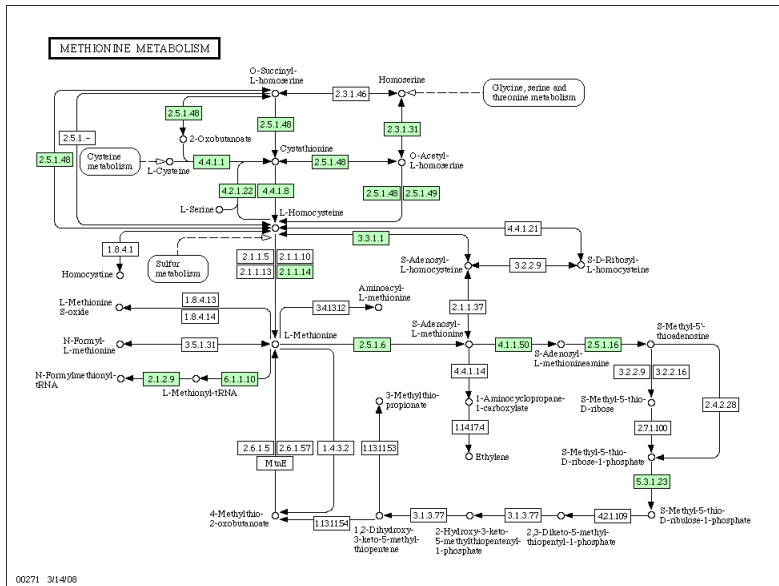 METHIONINE METABOLISM
O-Succinyl-
L-homoserine
Homoserine
2.3.1.46
Glycine, serine and
threonine metabolism
2.5.1.48
2.5.1.-
2.5.1.48
2.3.1.31
2-Oxobutanoate
2.5.1.48
Cysteine
metabolism
L-Cysteine
4.4.1.1
Cystathionine
2.5.1.48
O-Acetyl-
L-homoserine
4.2.1.22
4.4.1.8
2.5.1.48
2.5.1.49
L-Serine
L-Homocysteine
4.4.1.21
3.3.1.1
1.8.4.1
Homocystine
Sulfur
metabolism
2.1.1.5
2.1.1.10
2.1.1.13
2.1.1.14
S-Adenosyl-
L-homocysteine
3.2.2.9
S-D-Ribosyl-
L-homocysteine
L-Methionine
S-oxide
1.8.4.13
1.8.4.14
Aminoacyl-
L-methionine
3.4.13.12
2.1.1.37
N-Formyl-
L-methionine
3.5.1.31
L-Methionine
2.5.1.6
S-Adenosyl-
L-methionine
4.1.1.50
S-Adenosyl-
L-methionineamine
2.5.1.16
S-Methyl-5'-
thioadenosine
N-Formylmethionyl-
tRNA
2.1.2.9
L-Methionyl-tRNA
6.1.1.10
4.4.1.14
3.2.2.9
3.2.2.16
2.4.2.28
3-Methylthio-
propionate
1-Aminocyclopropane-
1-carboxylate
S-Methyl-5-thio-
D-ribose
1.14.17.4
2.7.1.100
2.6.1.5
2.6.1.57
1.4.3.2
1.13.11.53
MtnE
Ethylene
S-Methyl-5-thio-
D-ribose-1-phosphate
5.3.1.23
4-Methylthio-
2-oxobutanoate
1.13.11.54
1,2-Dihydroxy-
3-keto-5-methyl-
thiopentene
3.1.3.77
2-Hydroxy-3-keto-
5-methylthiopentenyl-
1-phosphate
3.1.3.77
2,3-Diketo-5-methyl-
thiopentyl-1-phosphate
4.2.1.109
S-Methyl-5-thio-
D-ribulose-1-phosphate
00271 3/14/08